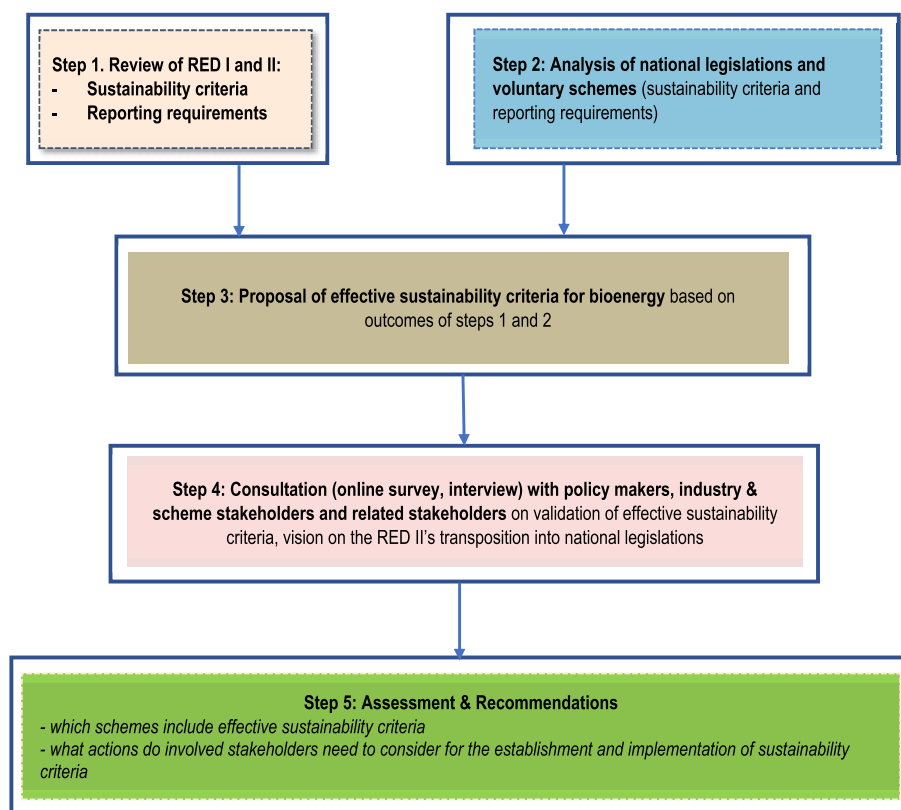 Step 1. Review of RED I and II:
- Sustainability criteria
- Reporting requirements
Step 2: Analysis of national legislations and
voluntary schemes (sustainability criteria and
reporting requirements)
Step 3: Proposal of effective sustainability criteria for bioenergy based on
outcomes of steps 1 and 2
Step 4: Consultation (online survey, interview) with policy makers, industry &
scheme stakeholders and related stakeholders on validation of effective sustainability
criteria, vision on the RED II’s transposition into national legislations
Step 5: Assessment & Recommendations
- which schemes include effective sustainability criteria
- what actions do involved stakeholders need to consider for the establishment and implementation of sustainability
criteria